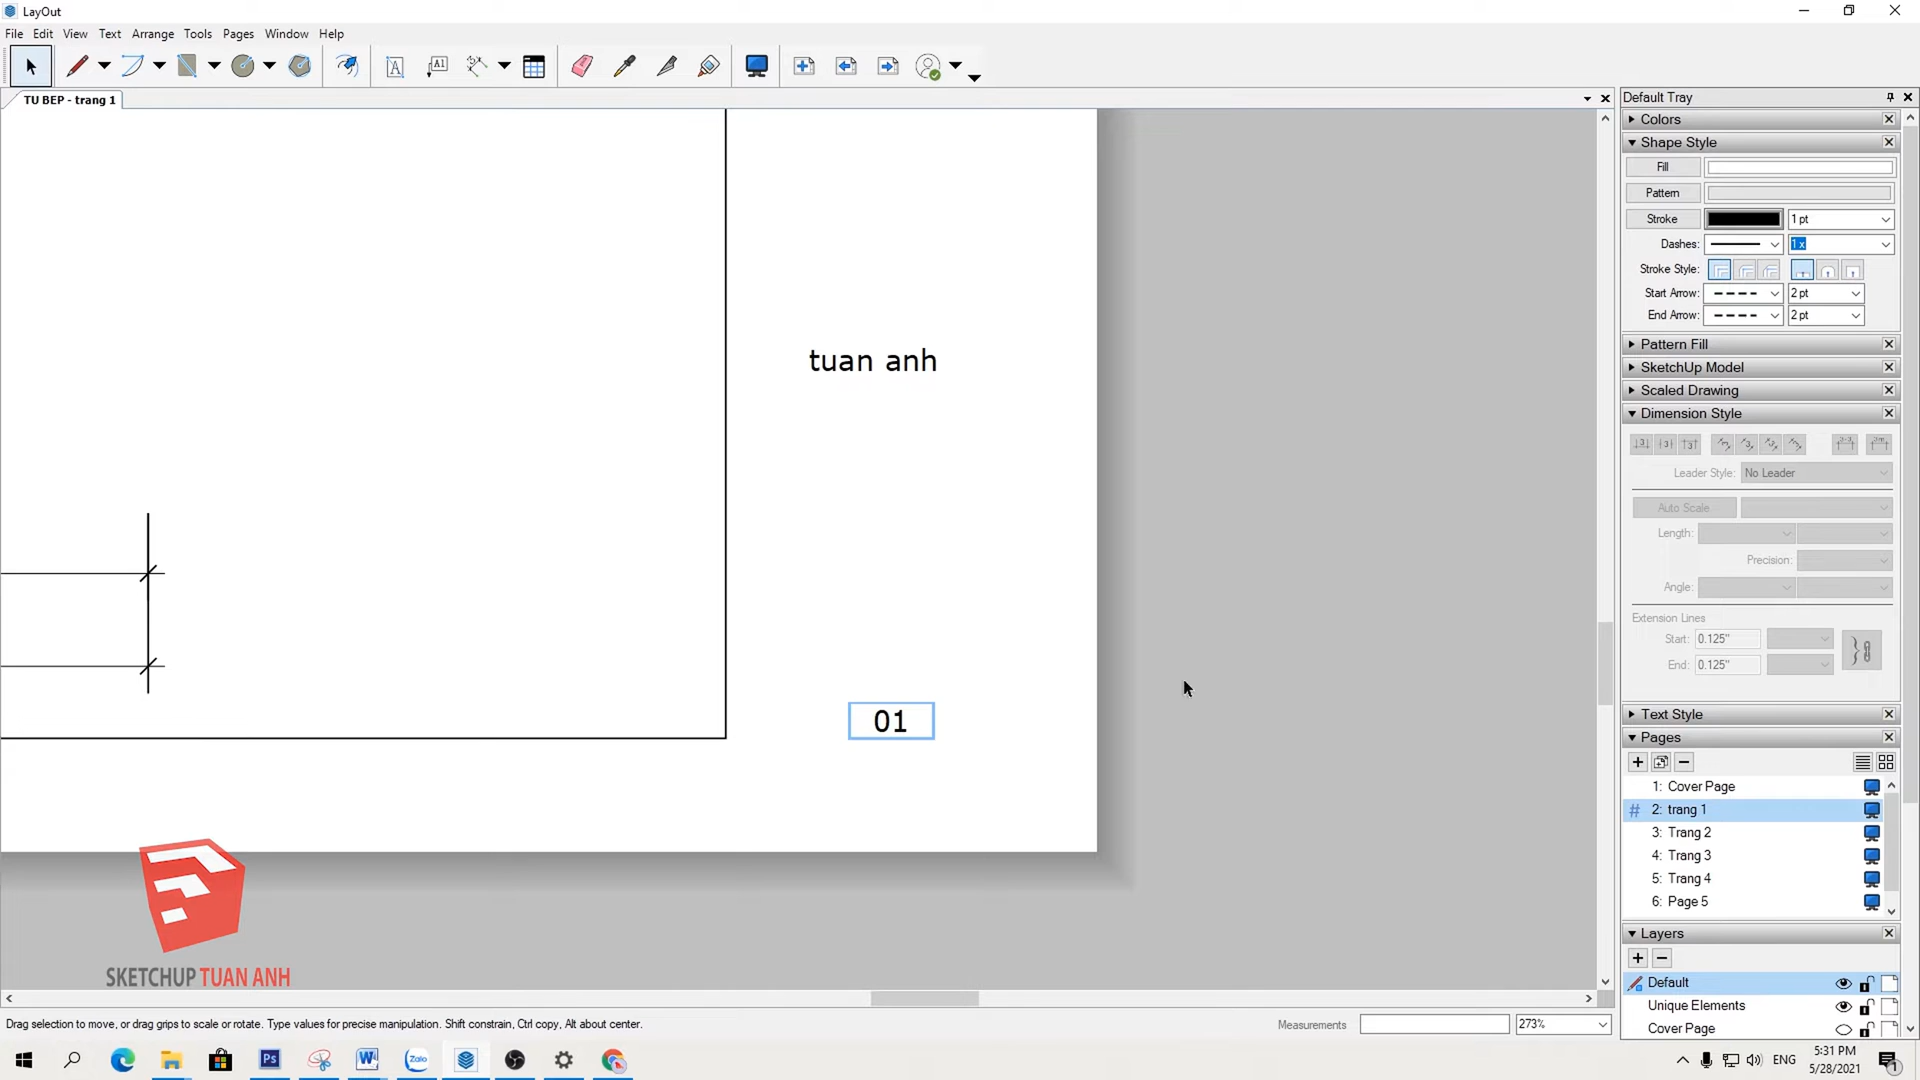 LayOut
File Edit View Text Arrange Tools Pages Window Help
TU BEP - trang 1
tuan anh
01
SKETCHUP TUAN ANH
Default Tray
Colors
Shape Style
Fill
Pattern
Stroke 1 pt
Dashes: 1 x
Stroke Style:
Start Arrow: 2 pt
End Arrow: 2 pt
Pattern Fill
SketchUp Model
Scaled Drawing
Dimension Style
Leader Style: No Leader
Auto Scale
Length:
Precision:
Angle:
Extension Lines
Start: 0.125"
End: 0.125"
Text Style
Pages
1: Cover Page
# 2: trang 1
3: Trang 2
4: Trang 3
5: Trang 4
6: Page 5
Layers
Default
Unique Elements
Cover Page
Drag selection to move, or drag grips to scale or rotate. Type values for precise manipulation. Shift constrain, Ctrl copy, Alt about center.
Measurements 273%
Ps Zalo
ENG 5:31 PM
5/28/2021